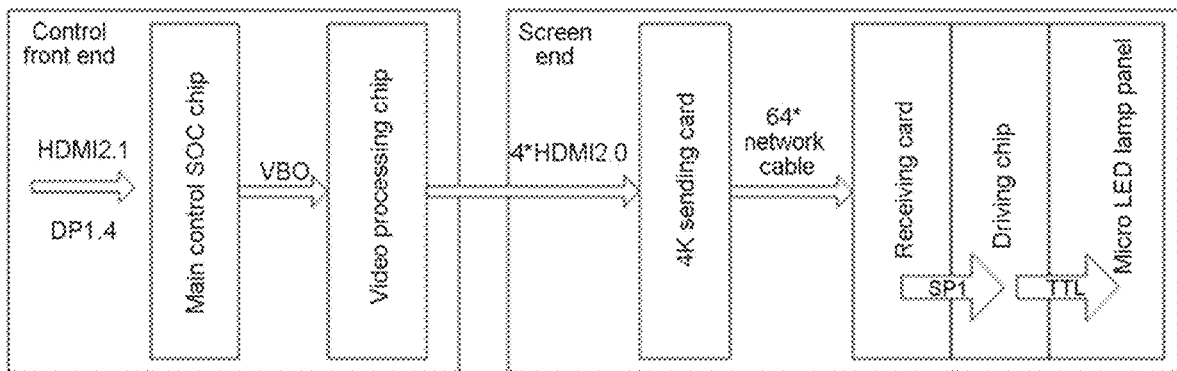 Control
front end
HDMI2.1
DP1.4
Main control SOC chip
VBO
Video processing chip
Screen
end
4*HDMI2.0
4K sending card
64*
network
cable
Receiving card
SP1
Driving chip
TTL
Micro LED lamp panel